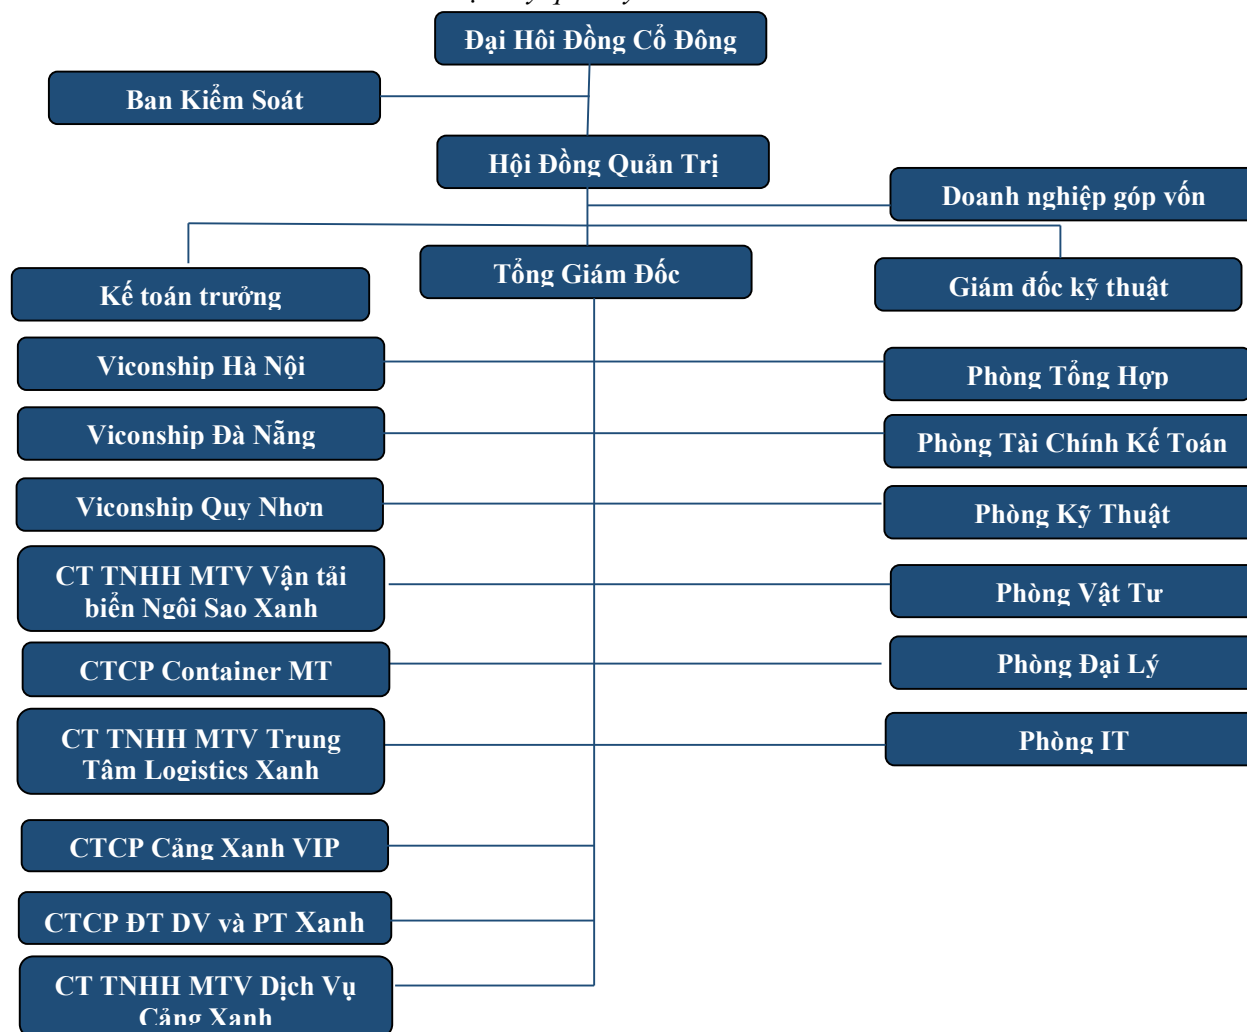 Đại Hôi Đồng Cổ Đông
Ban Kiểm Soát
Hội Đồng Quản Trị
Doanh nghiệp góp vốn
Tổng Giám Đốc
Kế toán trưởng
Giám đốc kỹ thuật
Viconship Hà Nội
Phòng Tổng Hợp
Viconship Đà Nẵng
Phòng Tài Chính Kế Toán
Viconship Quy Nhơn
Phòng Kỹ Thuật
CT TNHH MTV Vận tải
biển Ngôi Sao Xanh
Phòng Vật Tư
CTCP Container MT
Phòng Đại Lý
CT TNHH MTV Trung
Tâm Logistics Xanh
Phòng IT
CTCP Cảng Xanh VIP
CTCP ĐT DV và PT Xanh
CT TNHH MTV Dịch Vụ
Cảng Xanh